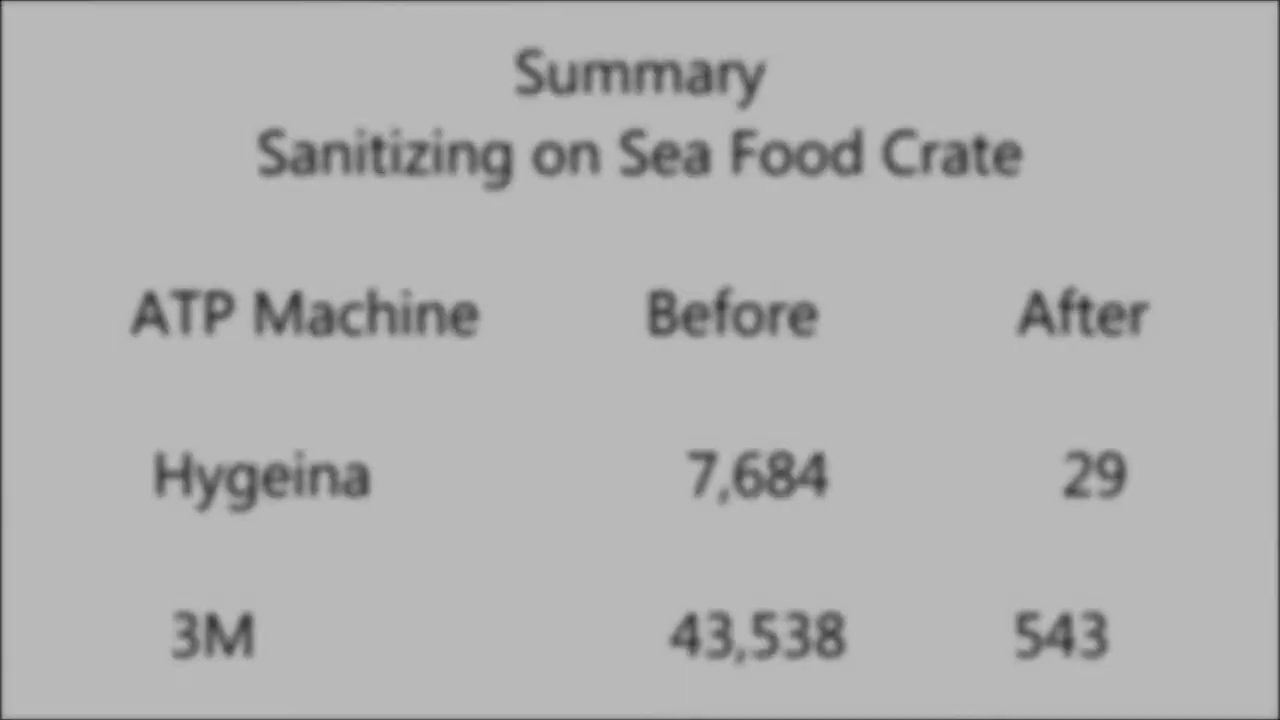 Summary
Sanitizing on Sea Food Crate
ATP Machine Before After
Hygeina 7,684 29
3M 43,538 543